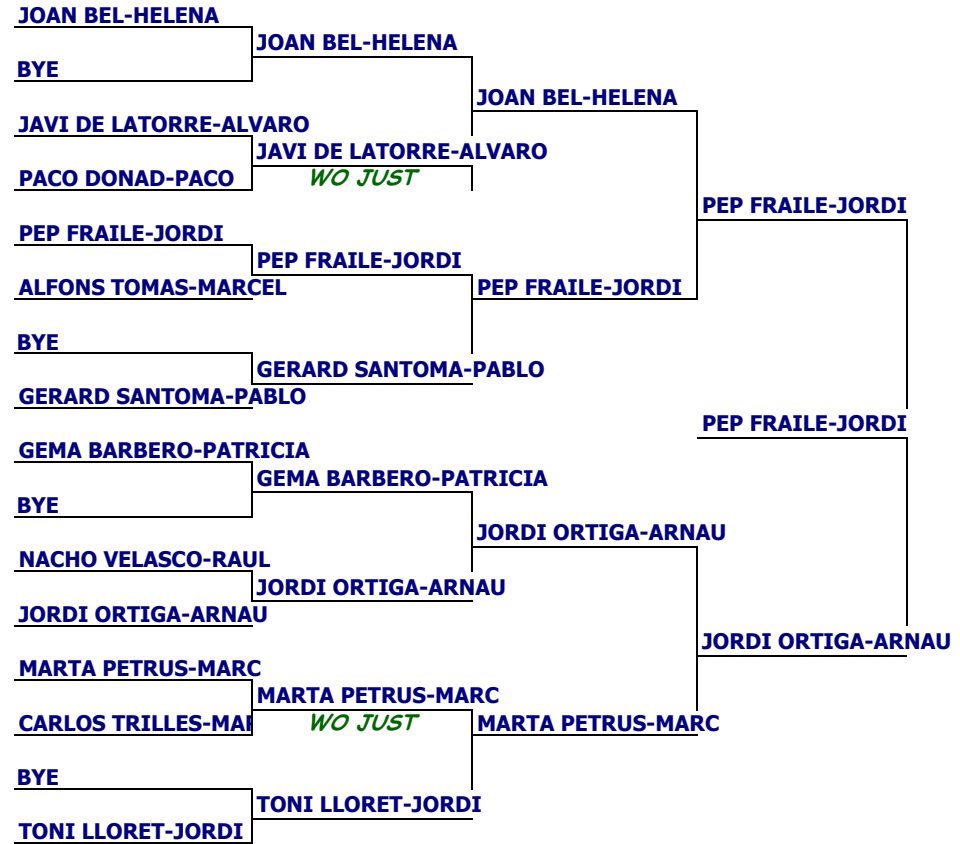 JOAN BEL-HELENA
JOAN BEL-HELENA
BYE
JOAN BEL-HELENA
JAVI DE LATORRE-ALVARO
JAVI DE LATORRE-ALVARO
PACO DONAD-PACO
WO JUST
PEP FRAILE-JORDI
PEP FRAILE-JORDI
PEP FRAILE-JORDI
ALFONS TOMAS-MARCEL
PEP FRAILE-JORDI
BYE
GERARD SANTOMA-PABLO
GERARD SANTOMA-PABLO
PEP FRAILE-JORDI
GEMA BARBERO-PATRICIA
GEMA BARBERO-PATRICIA
BYE
JORDI ORTIGA-ARNAU
NACHO VELASCO-RAUL
JORDI ORTIGA-ARNAU
JORDI ORTIGA-ARNAU
JORDI ORTIGA-ARNAU
MARTA PETRUS-MARC
MARTA PETRUS-MARC
CARLOS TRILLES-MAR
WO JUST
MARTA PETRUS-MARC
BYE
TONI LLORET-JORDI
TONI LLORET-JORDI